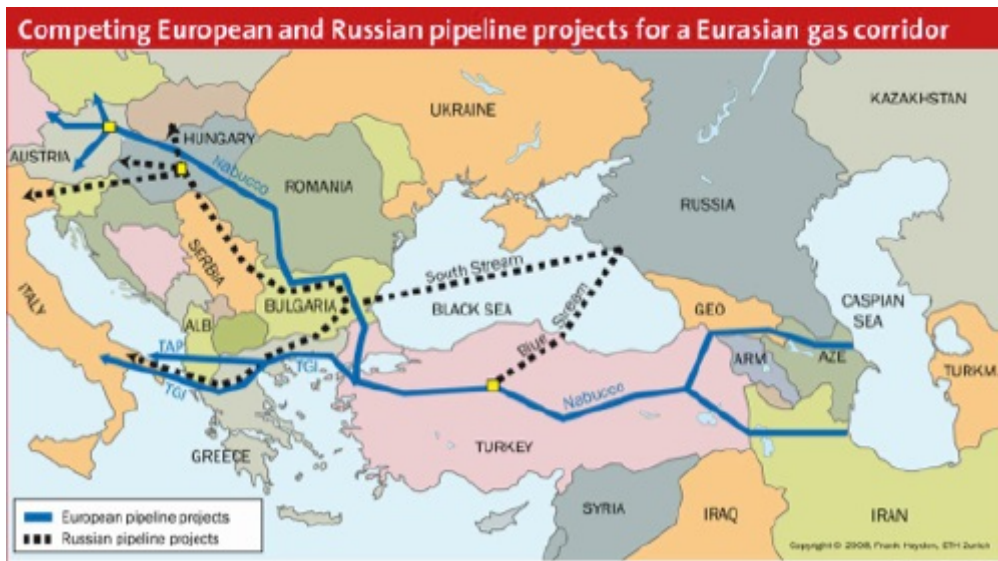 Competing European and Russian pipeline projects for a Eurasian gas corridor
KAZAKHSTAN
UKRAINE
HUNGARY
AUSTRIA
Nabucco
ROMANIA
RUSSIA
SERBIA
South Stream
ITALY
BULGARIA
BLACK SEA
Blue Stream
GEO
CASPIAN
SEA
ALB
TAP
TGI
ARM
AZE
TURKM.
TGI
Nabucco
TURKEY
GREECE
SYRIA
IRAQ
IRAN
European pipeline projects
Russian pipeline projects
Copyright © 2008, Frank Haydon, ETH Zurich